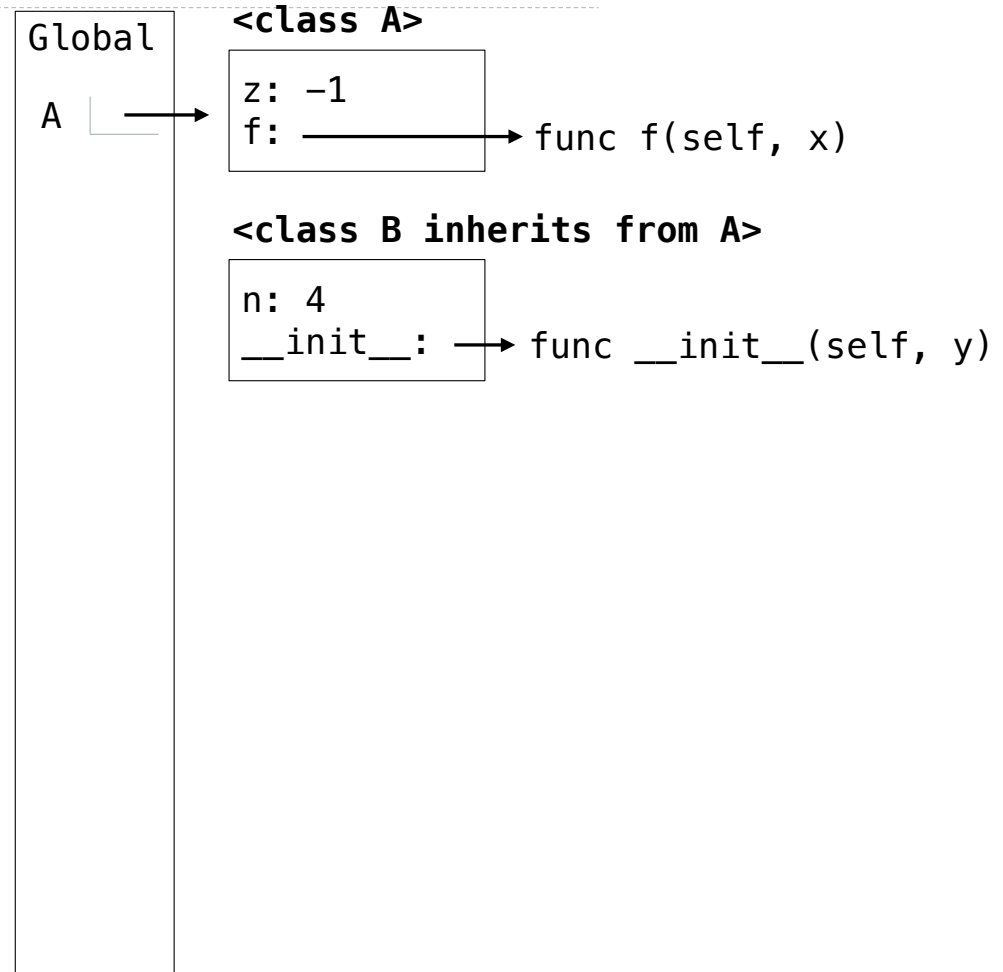 Global
A
<class A>
z: −1
f:
func f(self, x)
<class B inherits from A>
n: 4
__init__:
func __init__(self, y)